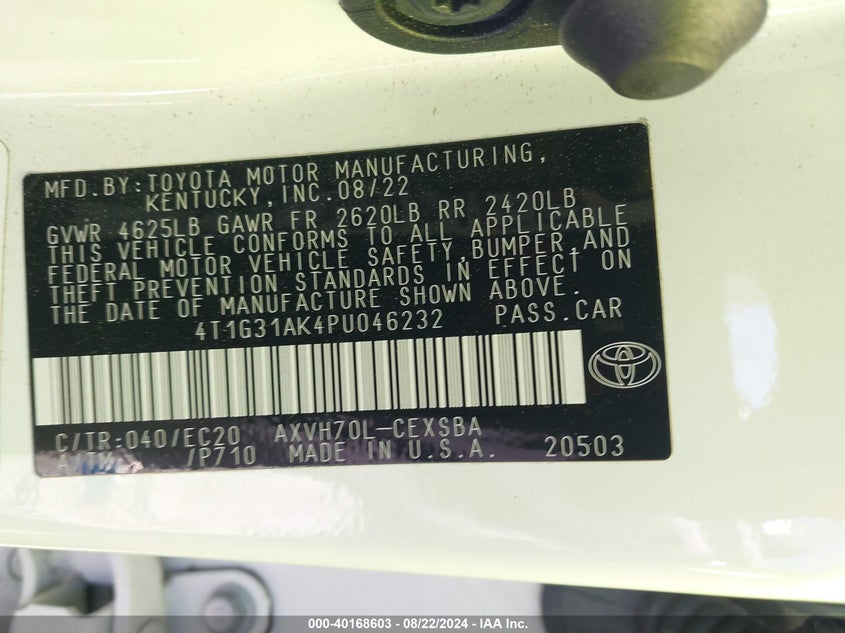 MFD.BY:TOYOTA MOTOR MANUFACTURING,
KENTUCKY,INC.08/22
GVWR 4625LB GAWR FR 2620LB RR 2420LB
THIS VEHICLE CONFORMS TO ALL APPLICABLE
FEDERAL MOTOR VEHICLE SAFETY,BUMPER,AND
THEFT PREVENTION STANDARDS IN EFFECT ON
THE DATE OF MANUFACTURE SHOWN ABOVE.
4T1G31AK4PU046232 PASS.CAR
C/TR:040/EC20 AXVH70L-CEXSBA
/P710 MADE IN U.S.A. 20503
000-40168603 - 08/22/2024 - IAA Inc.